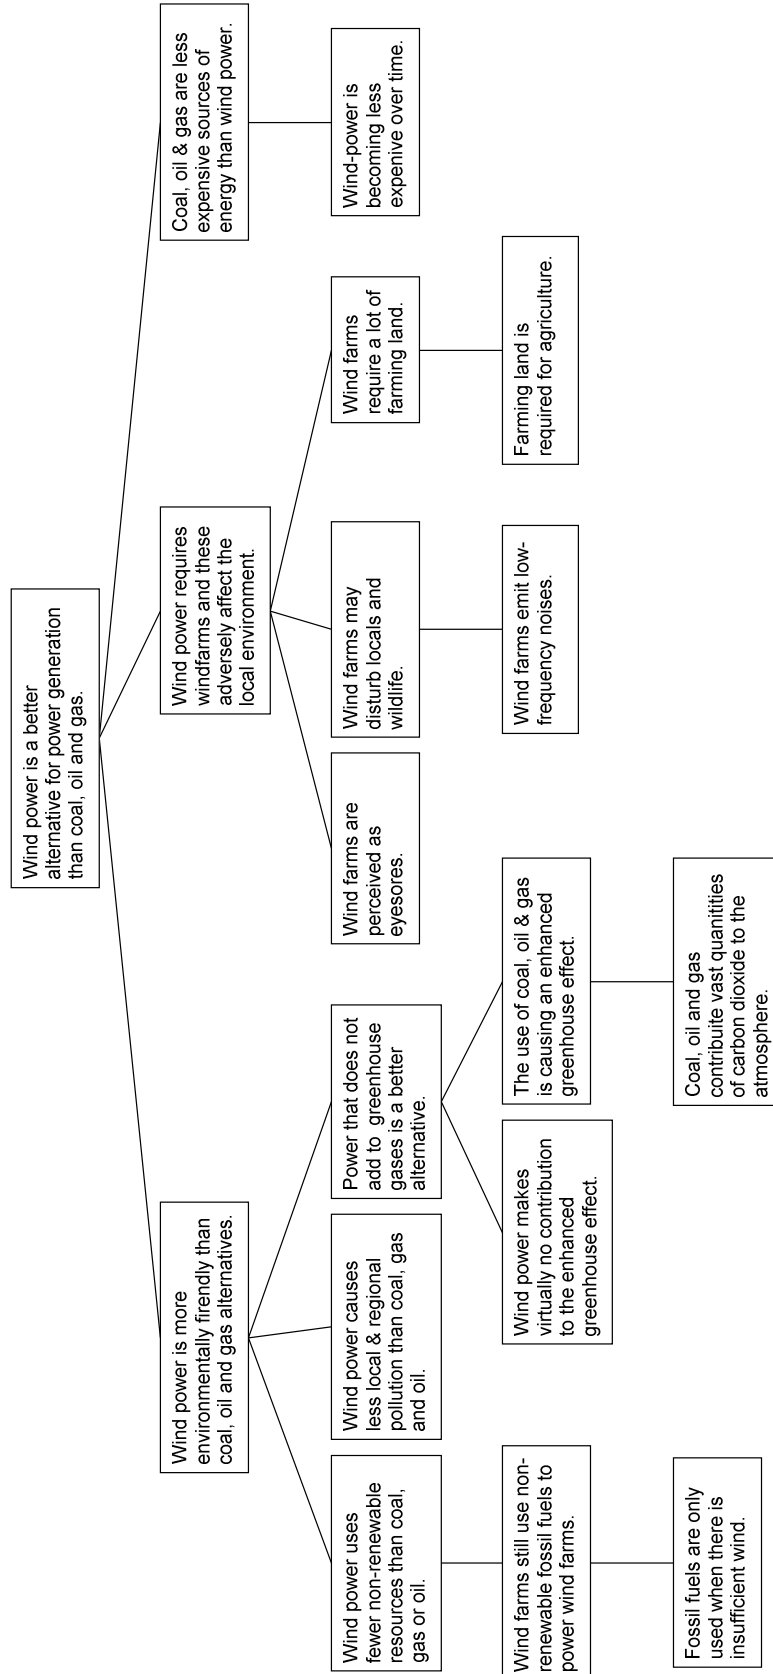 Wind power is a better
alternative for power generation
than coal, oil and gas.
Wind power is more
environmentally firendly than
coal, oil and gas alternatives.
Wind power requires
windfarms and these
adversely affect the
local environment.
Coal, oil & gas are less
expensive sources of
energy than wind power.
Wind power uses
fewer non-renewable
resources than coal,
gas or oil.
Wind power causes
less local & regional
pollution than coal, gas
and oil.
Power that does not
add to greenhouse
gases is a better
alternative.
Wind farms are
perceived as
eyesores.
Wind farms may
disturb locals and
wildlife.
Wind farms
require a lot of
farming land.
Wind-power is
becoming less
expenive over time.
Wind farms still use non-
renewable fossil fuels to
power wind farms.
Wind power makes
virtually no contribution
to the enhanced
greenhouse effect.
The use of coal, oil & gas
is causing an enhanced
greenhouse effect.
Wind farms emit low-
frequency noises.
Farming land is
required for agriculture.
Fossil fuels are only
used when there is
insufficient wind.
Coal, oil and gas
contribuite vast quanitities
of carbon dioxide to the
atmosphere.